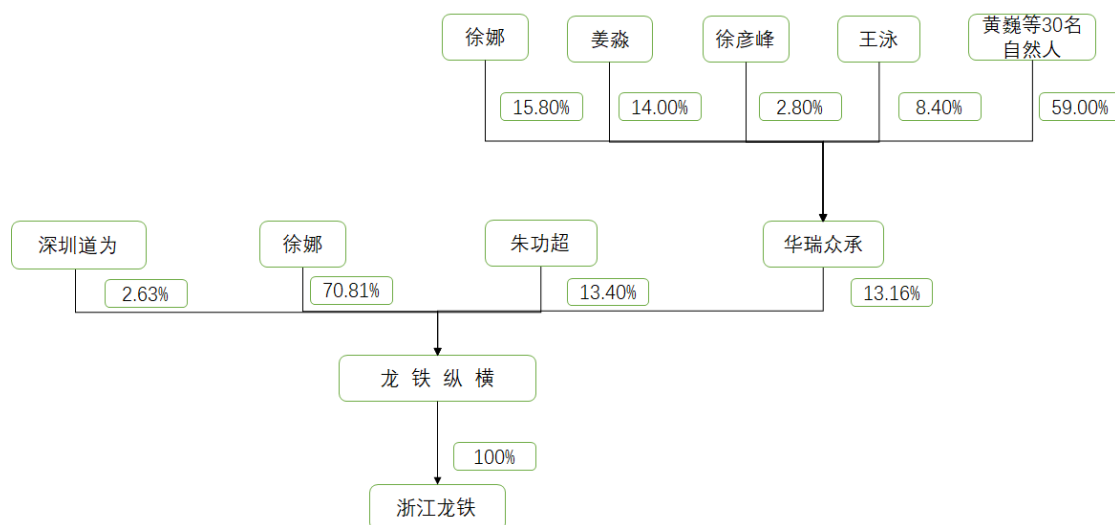 徐娜
姜淼
徐彦峰
王泳
黄巍等30名
自然人
15.80%
14.00%
2.80%
8.40%
59.00%
深圳道为
徐娜
朱功超
华瑞众承
2.63%
70.81%
13.40%
13.16%
龙 铁 纵 横
100%
浙江龙铁